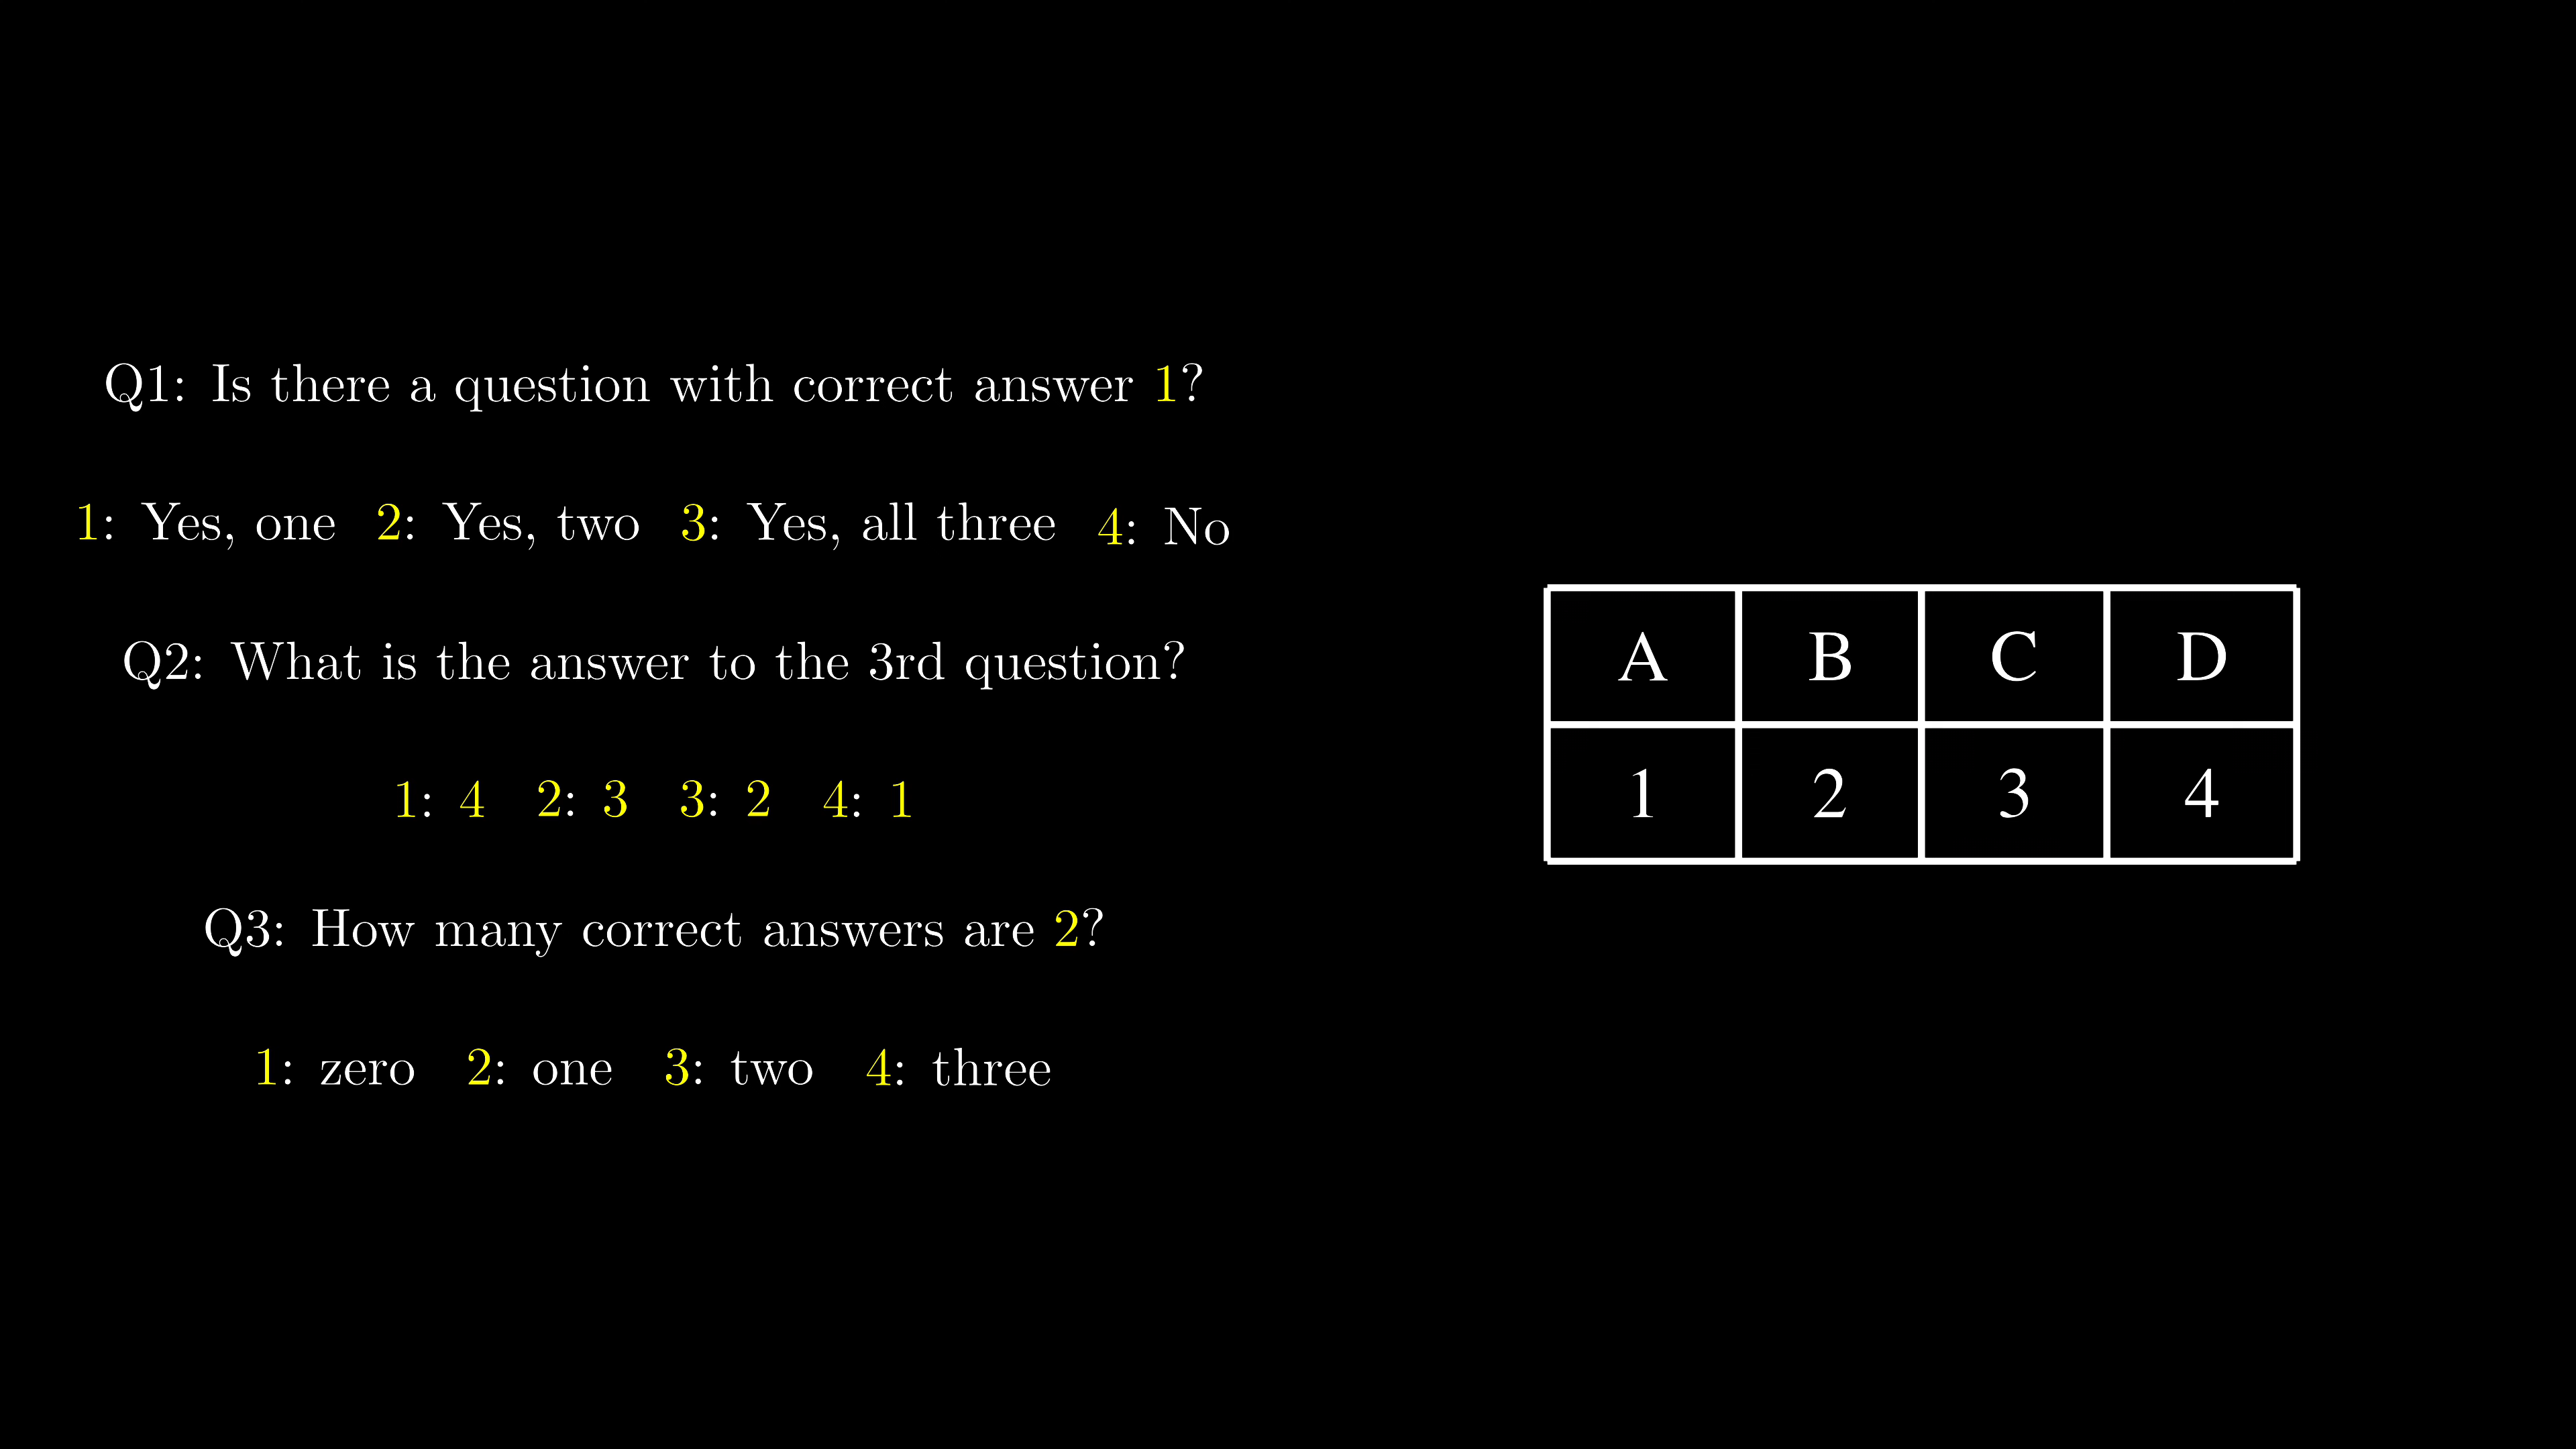 Q1: Is there a question with correct answer 1?
1: Yes, one 2: Yes, two 3: Yes, all three 4: No
Q2: What is the answer to the 3rd question?
1: 4 2: 3 3: 2 4: 1
Q3: How many correct answers are 2?
1: zero 2: one 3: two 4: three
A B C D
1 2 3 4